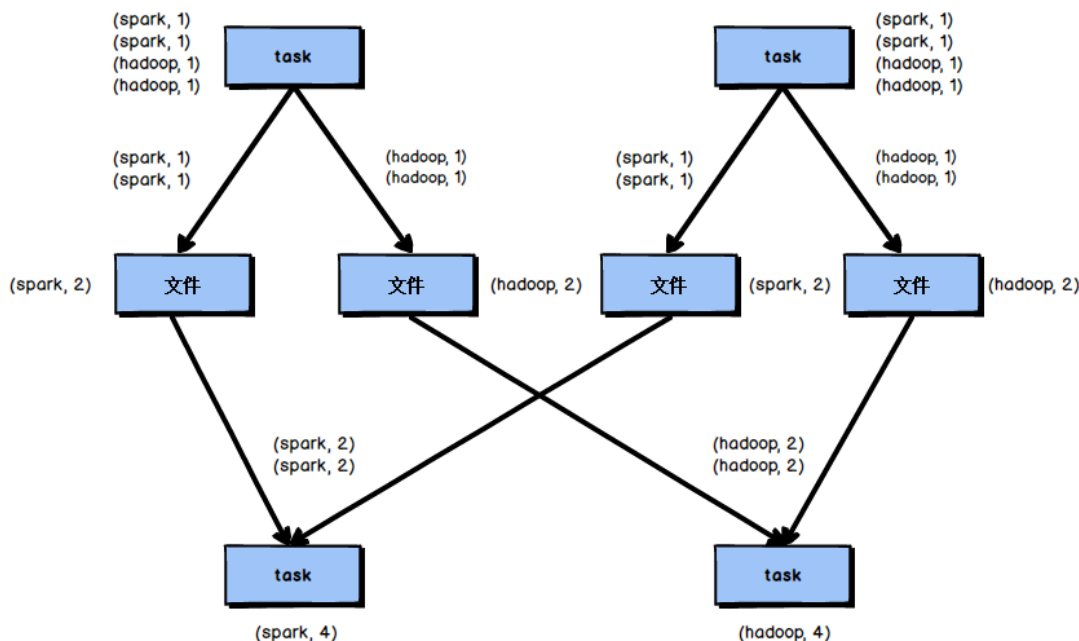 (spark, 1)
(spark, 1)
(hadoop, 1)
(hadoop, 1)
task
task
(spark, 1)
(spark, 1)
(hadoop, 1)
(hadoop, 1)
(spark, 1)
(spark, 1)
(hadoop, 1)
(hadoop, 1)
(spark, 1)
(spark, 1)
(hadoop, 1)
(hadoop, 1)
(spark, 2)
文件
文件
(hadoop, 2)
文件
(spark, 2)
文件
(hadoop, 2)
(spark, 2)
(spark, 2)
(hadoop, 2)
(hadoop, 2)
task
task
(spark, 4)
(hadoop, 4)